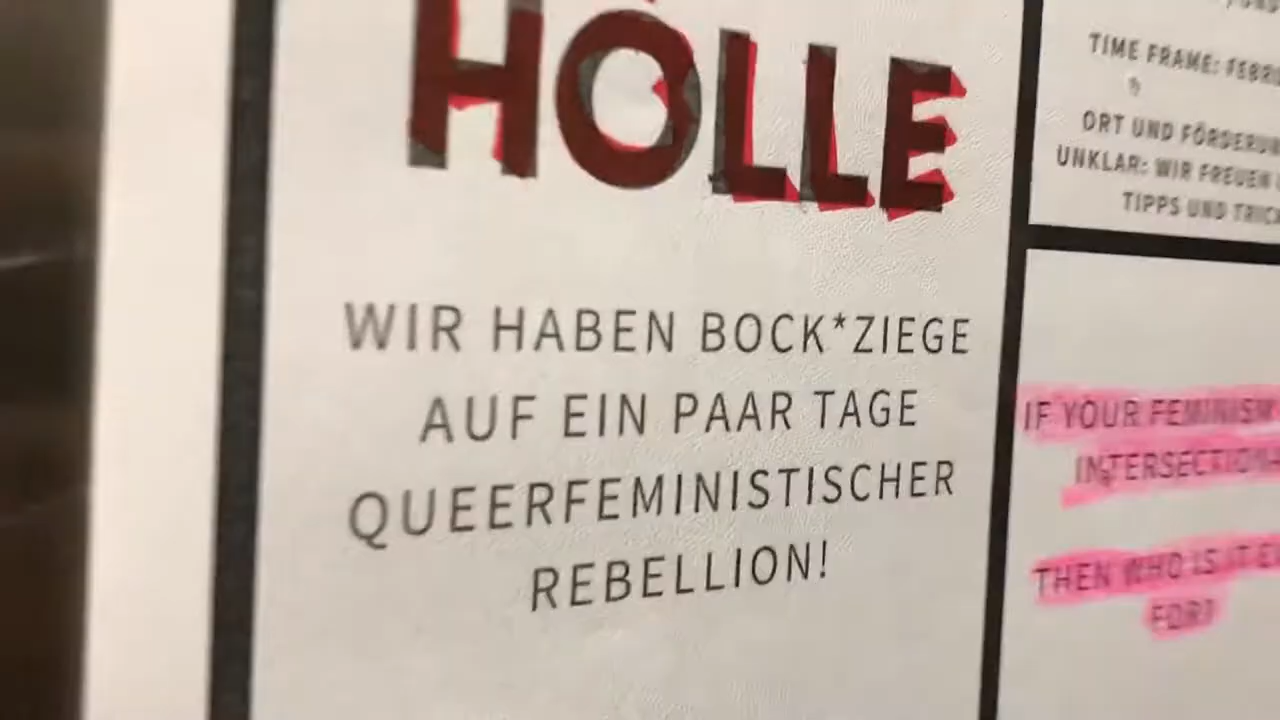 HÖLLE
WIR HABEN BOCK*ZIEGE
AUF EIN PAAR TAGE
QUEERFEMINISTISCHER
REBELLION!
TIME FRAME:
ORT UND
UNKLAR: WIR FREUEN
TIPPS UND
IF YOUR FEMINISM
THEN WHO IS IT
FOR?